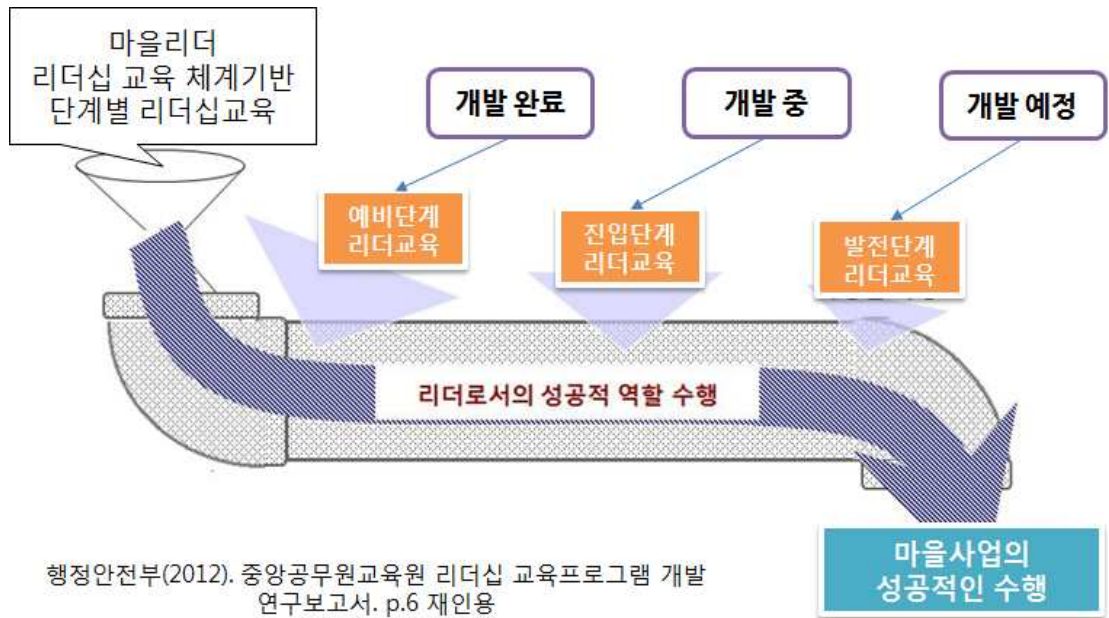 마을리더
리더십 교육 체계기반
단계별 리더십교육
개발 완료
개발 중
개발 예정
예비단계
리더교육
진입단계
리더교육
발전단계
리더교육
리더로서의 성공적 역할 수행
마을사업의
성공적인 수행
행정안전부(2012). 중앙공무원교육원 리더십 교육프로그램 개발
연구보고서. p.6 재인용